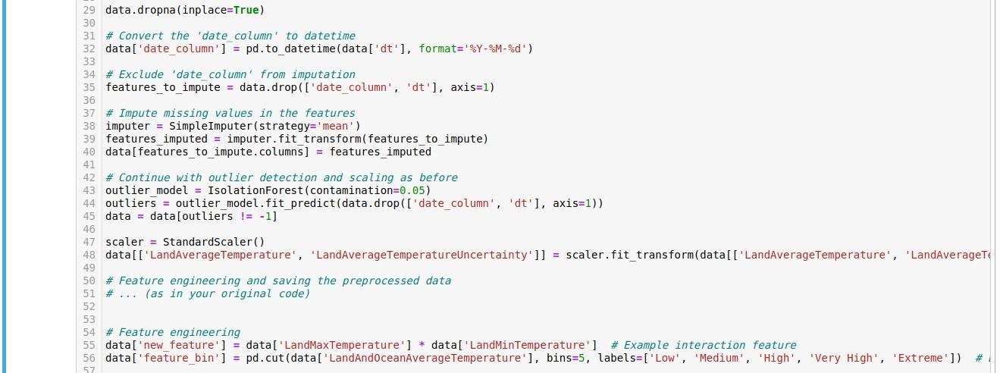 29 data.dropna(inplace=True)
30
31 # Convert the 'date_column' to datetime
32 data['date_column'] = pd.to_datetime(data['dt'], format='%Y-%M-%d')
33
34 # Exclude 'date_column' from imputation
35 features_to_impute = data.drop(['date_column', 'dt'], axis=1)
36
37 # Impute missing values in the features
38 imputer = SimpleImputer(strategy='mean')
39 features_imputed = imputer.fit_transform(features_to_impute)
40 data[features_to_impute.columns] = features_imputed
41
42 # Continue with outlier detection and scaling as before
43 outlier_model = IsolationForest(contamination=0.05)
44 outliers = outlier_model.fit_predict(data.drop(['date_column', 'dt'], axis=1))
45 data = data[outliers != -1]
46
47 scaler = StandardScaler()
48 data[['LandAverageTemperature', 'LandAverageTemperatureUncertainty']] = scaler.fit_transform(data[['LandAverageTemperature', 'LandAverageTe
49
50 # Feature engineering and saving the preprocessed data
51 # ... (as in your original code)
52
53
54 # Feature engineering
55 data['new_feature'] = data['LandMaxTemperature'] * data['LandMinTemperature']  # Example interaction feature
56 data['feature_bin'] = pd.cut(data['LandAndOceanAverageTemperature'], bins=5, labels=['Low', 'Medium', 'High', 'Very High', 'Extreme'])  #
57